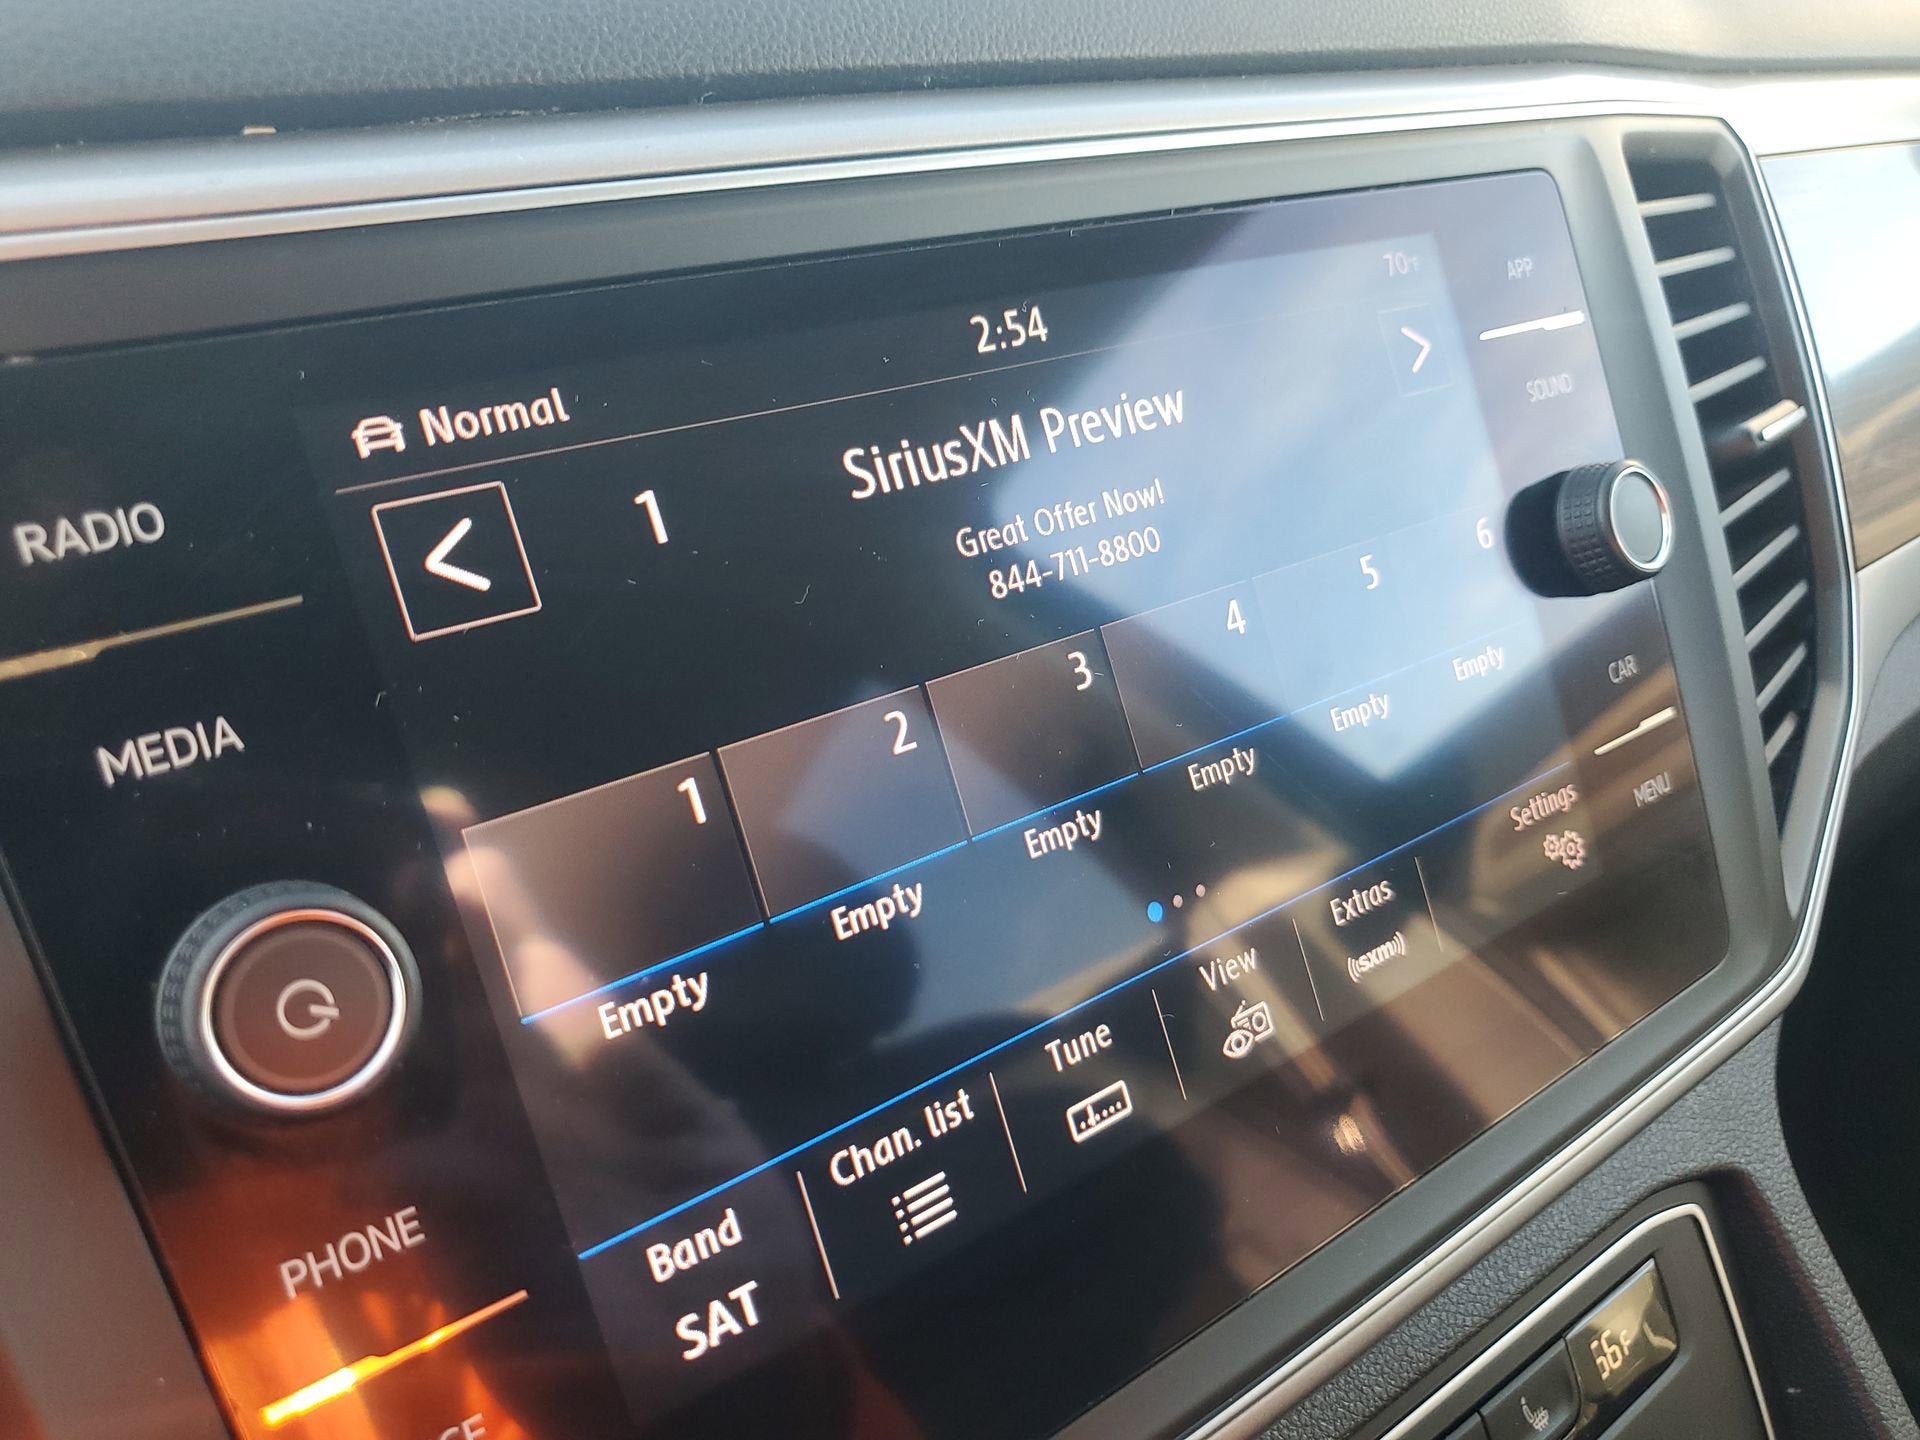 2:54
70°F
Normal
1
SiriusXM Preview
Great Offer Now!
844-711-8800
1
2
3
4
5
6
Empty
Empty
Empty
Empty
Empty
Empty
Band
SAT
Chan. list
Tune
View
Extras
((sxm))
Settings
RADIO
MEDIA
PHONE
APP
SOUND
CAR
MENU
66°F